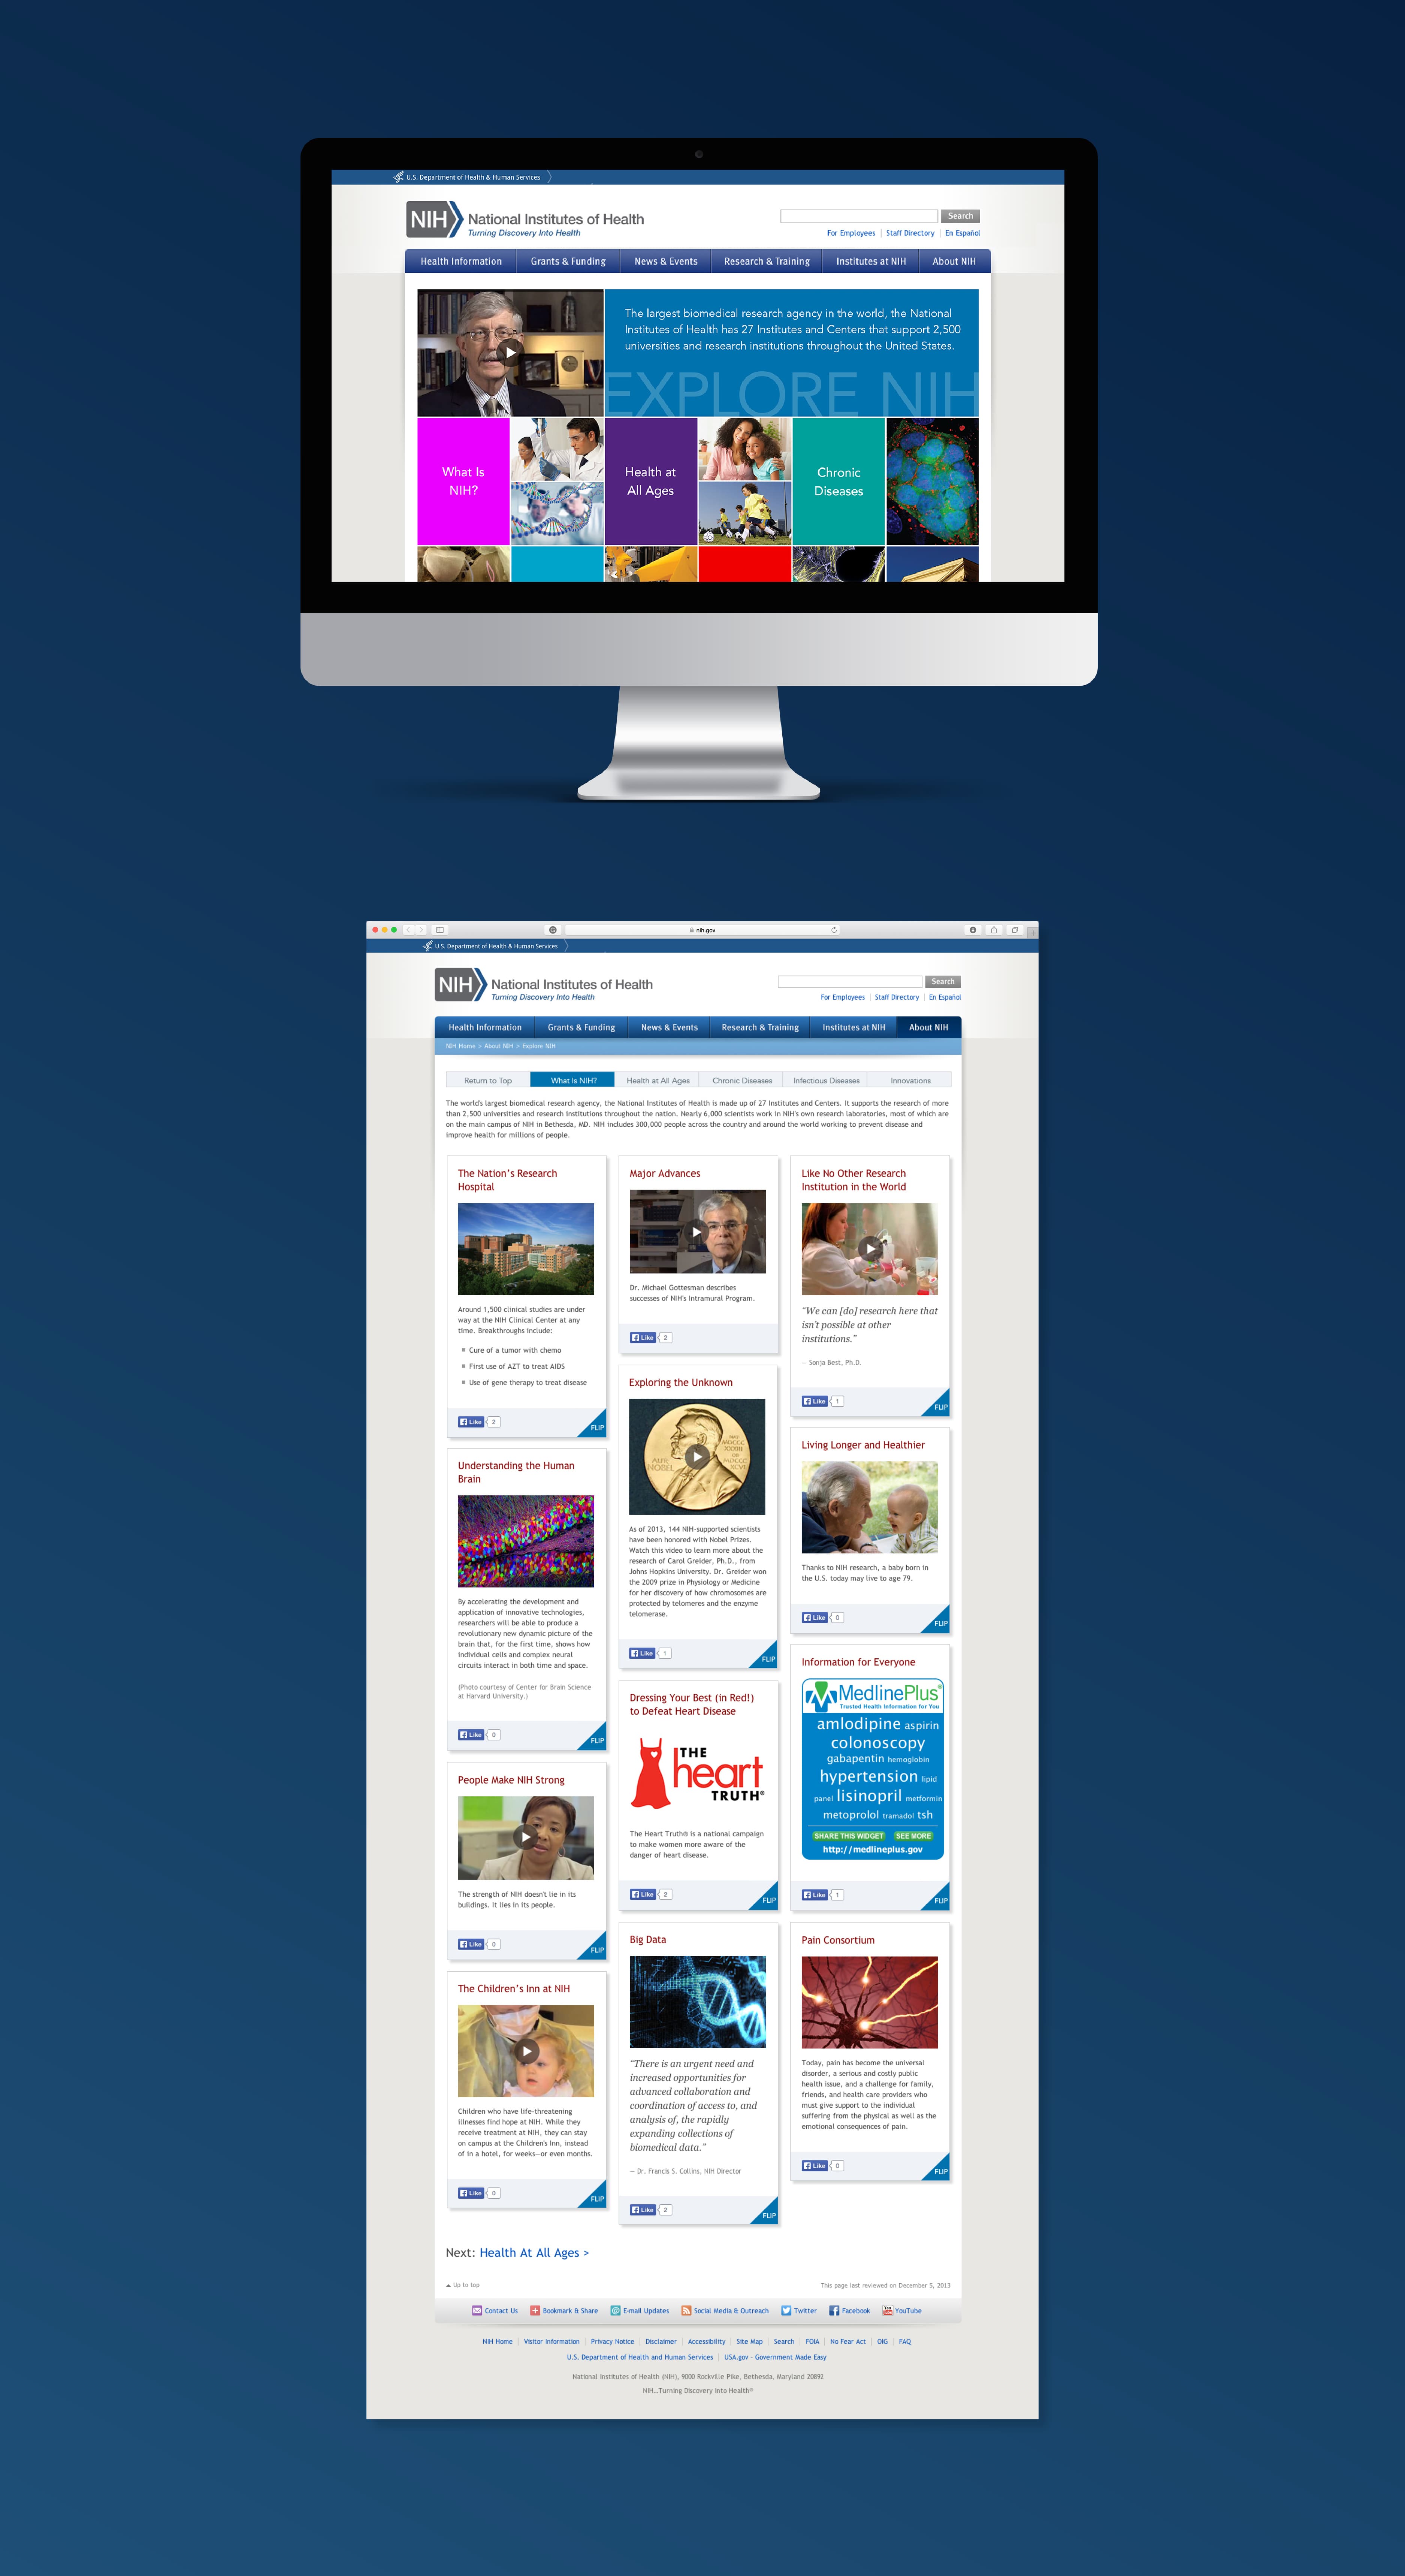 U.S. Department of Health & Human Services
NIH
National Institutes of Health
Turning Discovery Into Health
Search
For Employees
Staff Directory
En Español
Health Information
Grants & Funding
News & Events
Research & Training
Institutes at NIH
About NIH
The largest biomedical research agency in the world, the National
Institutes of Health has 27 Institutes and Centers that support 2,500
universities and research institutions throughout the United States.
EXPLORE NIH
What Is
NIH?
Health at
All Ages
Chronic
Diseases
nih.gov
U.S. Department of Health & Human Services
NIH
National Institutes of Health
Turning Discovery Into Health
Search
For Employees
Staff Directory
En Español
Health Information
Grants & Funding
News & Events
Research & Training
Institutes at NIH
About NIH
NIH Home > About NIH > Explore NIH
Return to Top
What Is NIH?
Health at All Ages
Chronic Diseases
Infectious Diseases
Innovations
The world's largest biomedical research agency, the National Institutes of Health is made up of 27 Institutes and Centers. It supports the research of more
than 2,500 universities and research institutions throughout the nation. Nearly 6,000 scientists work in NIH's own research laboratories, most of which are
on the main campus of NIH in Bethesda, MD. NIH includes 300,000 people across the country and around the world working to prevent disease and
improve health for millions of people.
The Nation's Research
Hospital
Around 1,500 clinical studies are under
way at the NIH Clinical Center at any
time. Breakthroughs include:
Cure of a tumor with chemo
First use of AZT to treat AIDS
Use of gene therapy to treat disease
Like 2
FLIP
Understanding the Human
Brain
By accelerating the development and
application of innovative technologies,
researchers will be able to produce a
revolutionary new dynamic picture of the
brain that, for the first time, shows how
individual cells and complex neural
circuits interact in both time and space.
(Photo courtesy of Center for Brain Science
at Harvard University.)
Like 0
FLIP
People Make NIH Strong
The strength of NIH doesn't lie in its
buildings. It lies in its people.
Like 0
FLIP
The Children's Inn at NIH
Children who have life-threatening
illnesses find hope at NIH. While they
receive treatment at NIH, they can stay
on campus at the Children's Inn, instead
of in a hotel, for weeks—or even months.
Like 0
FLIP
Major Advances
Dr. Michael Gottesman describes
successes of NIH's Intramural Program.
Like 2
Exploring the Unknown
As of 2013, 144 NIH-supported scientists
have been honored with Nobel Prizes.
Watch this video to learn more about the
research of Carol Greider, Ph.D., from
Johns Hopkins University. Dr. Greider won
the 2009 prize in Physiology or Medicine
for her discovery of how chromosomes are
protected by telomeres and the enzyme
telomerase.
Like 1
FLIP
Dressing Your Best (in Red!)
to Defeat Heart Disease
THE
heart
TRUTH®
The Heart Truth® is a national campaign
to make women more aware of the
danger of heart disease.
Like 2
FLIP
Big Data
"There is an urgent need and
increased opportunities for
advanced collaboration and
coordination of access to, and
analysis of, the rapidly
expanding collections of
biomedical data."
— Dr. Francis S. Collins, NIH Director
Like 2
FLIP
Like No Other Research
Institution in the World
"We can [do] research here that
isn't possible at other
institutions."
— Sonja Best, Ph.D.
Like 1
FLIP
Living Longer and Healthier
Thanks to NIH research, a baby born in
the U.S. today may live to age 79.
Like 0
FLIP
Information for Everyone
MedlinePlus®
Trusted Health Information for You
amlodipine aspirin
colonoscopy
gabapentin hemoglobin
hypertension lipid
panel lisinopril metformin
metoprolol tramadol tsh
SHARE THIS WIDGET SEE MORE
http://medlineplus.gov
Like 1
FLIP
Pain Consortium
Today, pain has become the universal
disorder, a serious and costly public
health issue, and a challenge for family,
friends, and health care providers who
must give support to the individual
suffering from the physical as well as the
emotional consequences of pain.
Like 0
FLIP
Next: Health At All Ages >
Up to top
This page last reviewed on December 5, 2013
Contact Us
Bookmark & Share
E-mail Updates
Social Media & Outreach
Twitter
Facebook
YouTube
NIH Home | Visitor Information | Privacy Notice | Disclaimer | Accessibility | Site Map | Search | FOIA | No Fear Act | OIG | FAQ
U.S. Department of Health and Human Services | USA.gov - Government Made Easy
National Institutes of Health (NIH), 9000 Rockville Pike, Bethesda, Maryland 20892
NIH...Turning Discovery Into Health®